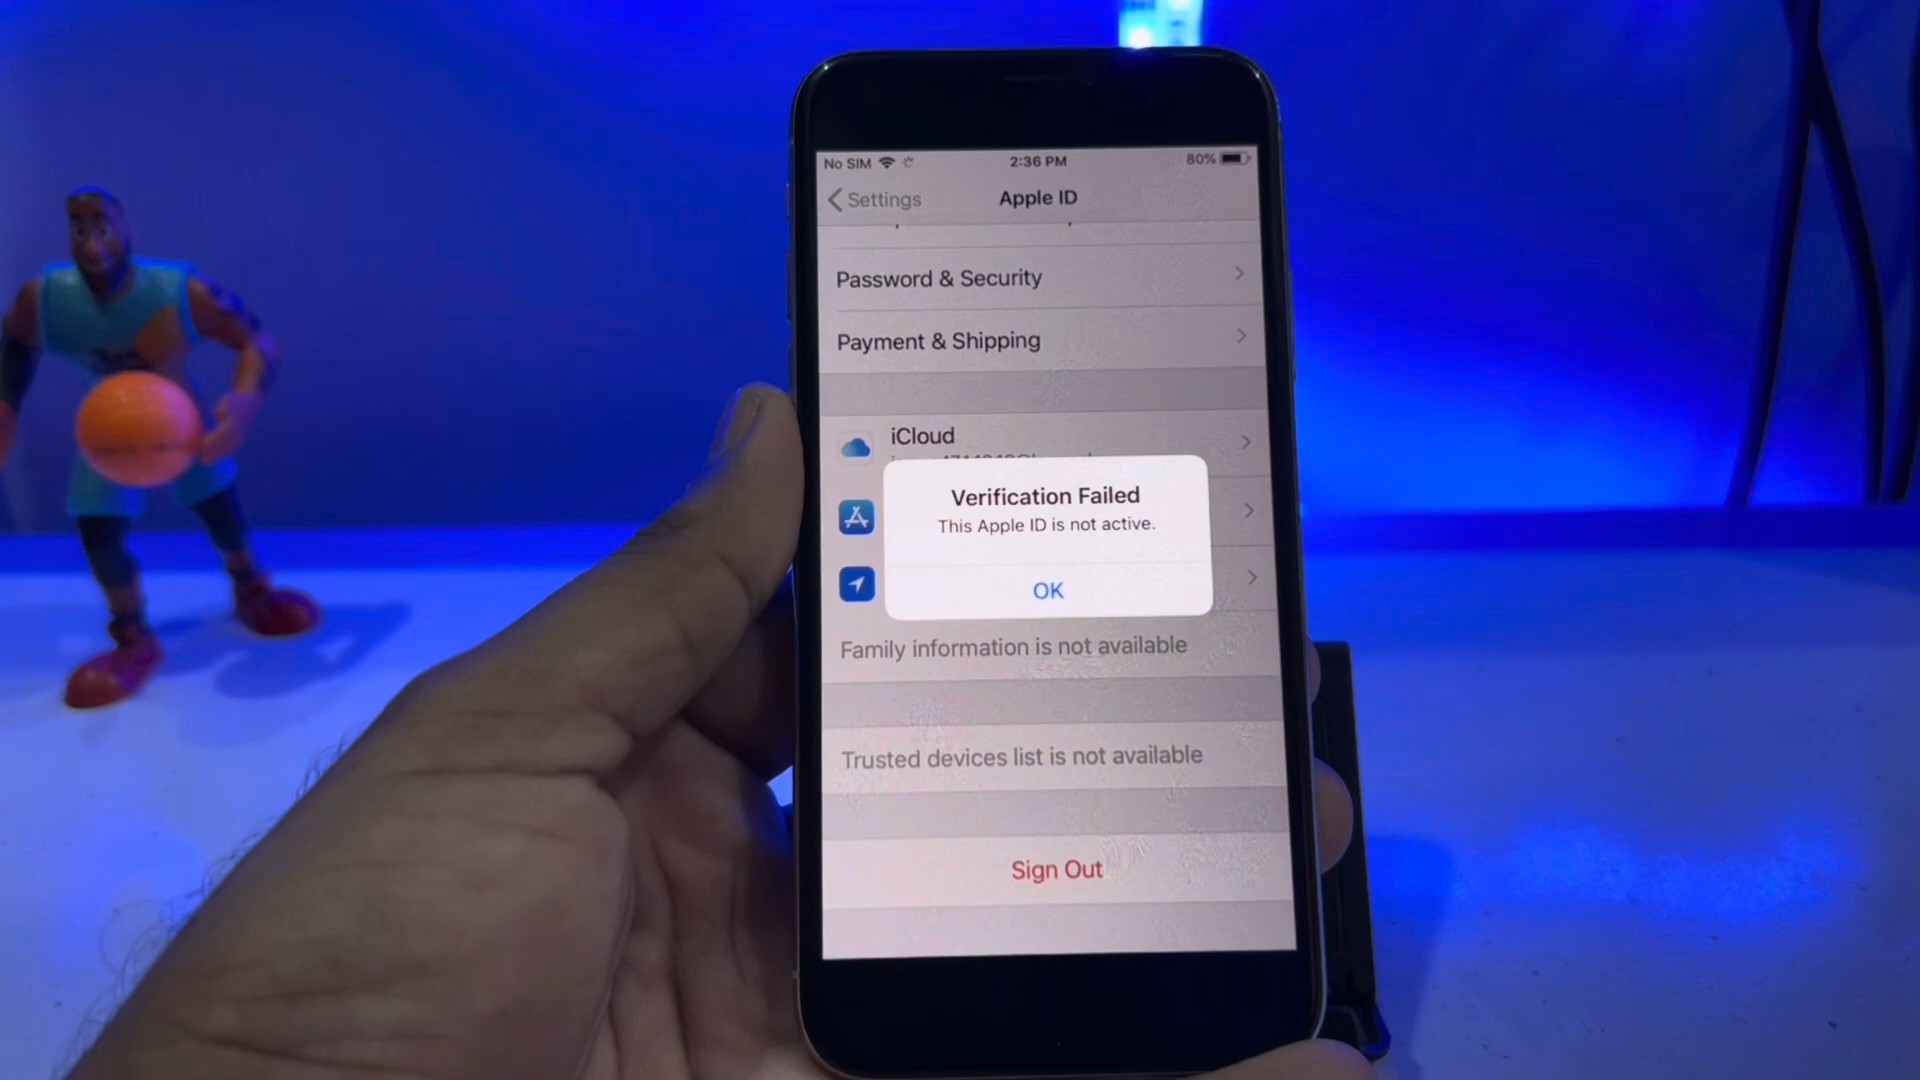 No SIM
2:36 PM
80%
Settings
Apple ID
Password & Security
Payment & Shipping
iCloud
Verification Failed
This Apple ID is not active.
OK
Family information is not available
Trusted devices list is not available
Sign Out